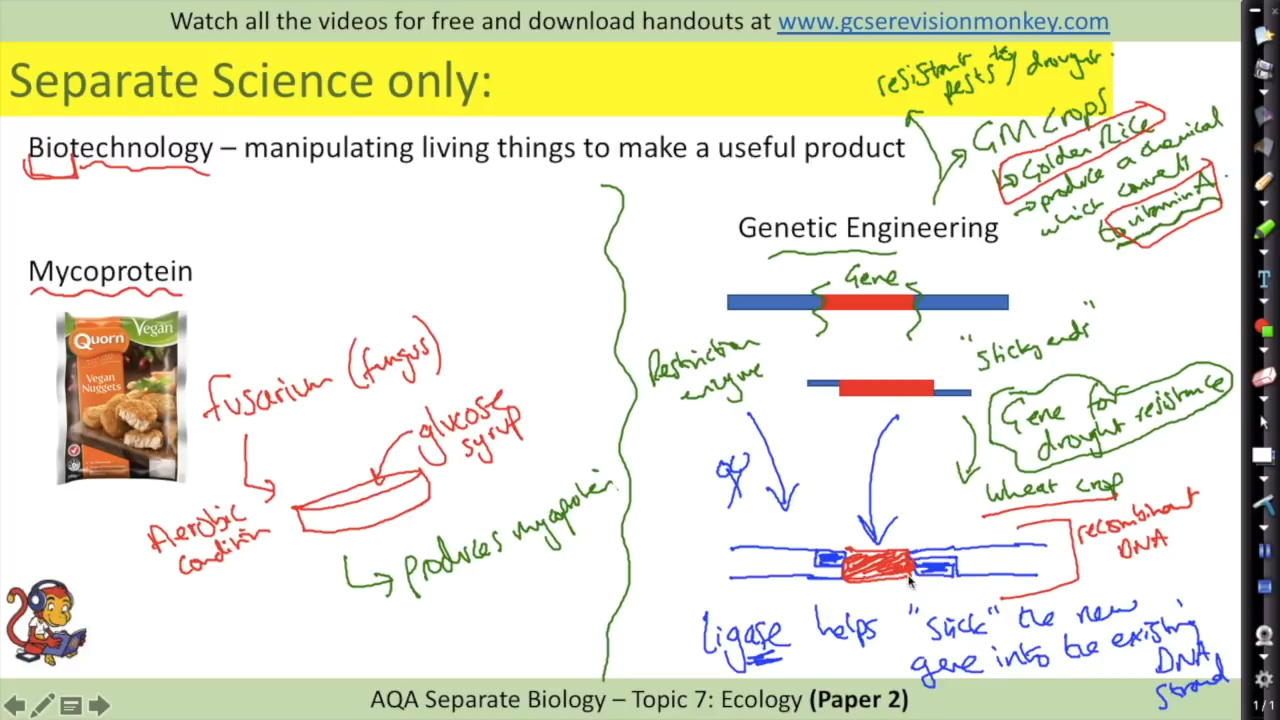 Watch all the videos for free and download handouts at www.gcserevisionmonkey.com
Separate Science only:
resistant to drought.
pests
Biotechnology – manipulating living things to make a useful product
GM crops
Golden Rice
produce a chemical
which converts
to vitamin A.
Mycoprotein
Quorn
Vegan
Vegan
Nuggets
fusarium (fungus)
glucose
syrup
Aerobic
condition
produces mycoprotein.
Genetic Engineering
Gene
Restriction
enzyme
"sticky ends"
Gene for
drought resistance
wheat crop
recombinant
DNA
ligase helps "stick" the new
gene into the existing
DNA
strand
AQA Separate Biology – Topic 7: Ecology (Paper 2)
1/1